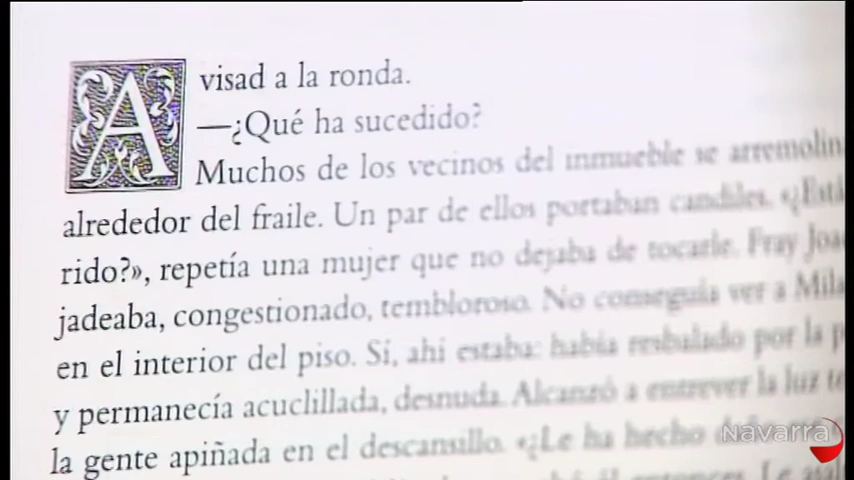 Avisad a la ronda.
—¿Qué ha sucedido?
Muchos de los vecinos del inmueble se arremolin
alrededor del fraile. Un par de ellos portaban candiles. «¿Est
rido?», repetía una mujer que no dejaba de tocarle. Fray Joa
jadeaba, congestionado, tembloroso. No conseguía ver a Mila
en el interior del piso. Sí, ahí estaba: había resbalado por la p
y permanecía acuclillada, desnuda. Alcanzó a entrever la luz te
la gente apiñada en el descansillo. «¿Le ha hecho
Navarra